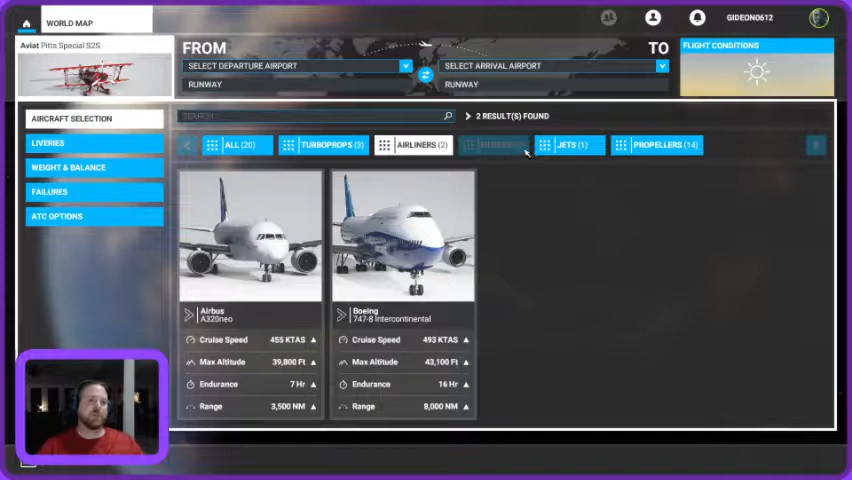 WORLD MAP
GIDEON0612
Aviat Pitts Special S2S
FROM
TO
SELECT DEPARTURE AIRPORT
RUNWAY
SELECT ARRIVAL AIRPORT
RUNWAY
FLIGHT CONDITIONS
AIRCRAFT SELECTION
LIVERIES
WEIGHT & BALANCE
FAILURES
ATC OPTIONS
SEARCH
2 RESULT(S) FOUND
ALL (20)
TURBOPROPS (3)
AIRLINERS (2)
JETS (1)
PROPELLERS (14)
Airbus
A320neo
Cruise Speed 455 KTAS
Max Altitude 39,800 Ft
Endurance 7 Hr
Range 3,500 NM
Boeing
747-8 Intercontinental
Cruise Speed 493 KTAS
Max Altitude 43,100 Ft
Endurance 16 Hr
Range 8,000 NM